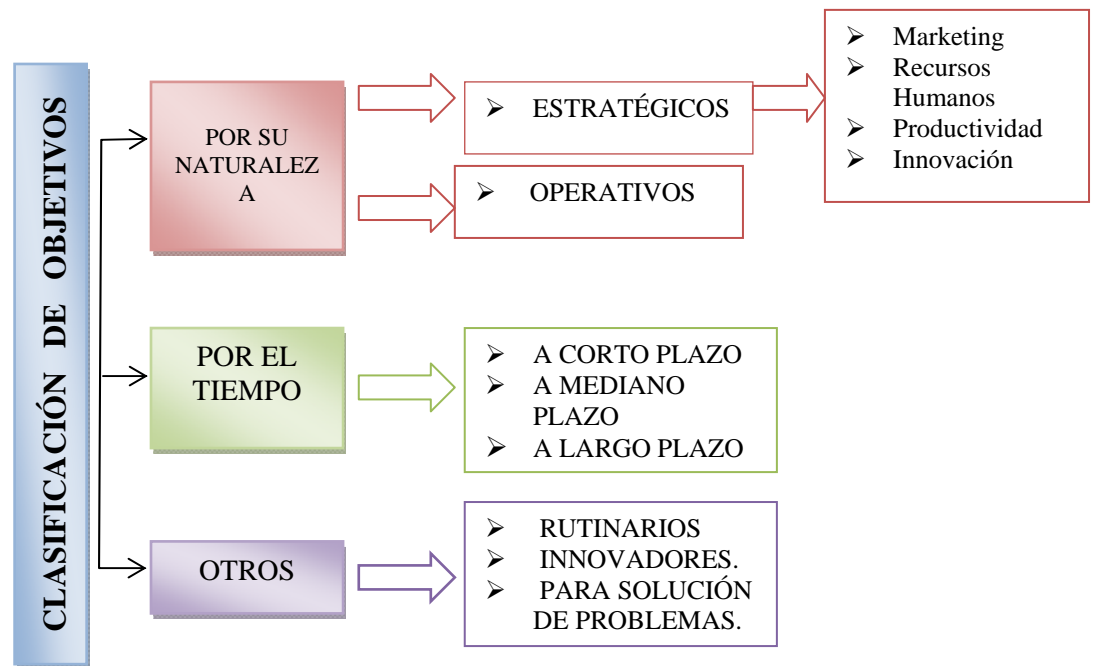 CLASIFICACIÓN DE OBJETIVOS
POR SU
NATURALEZ
A
➢ ESTRATÉGICOS
➢ Marketing
➢ Recursos
Humanos
➢ Productividad
➢ Innovación
➢ OPERATIVOS
POR EL
TIEMPO
➢ A CORTO PLAZO
➢ A MEDIANO
PLAZO
➢ A LARGO PLAZO
OTROS
➢ RUTINARIOS
➢ INNOVADORES.
➢ PARA SOLUCIÓN
DE PROBLEMAS.